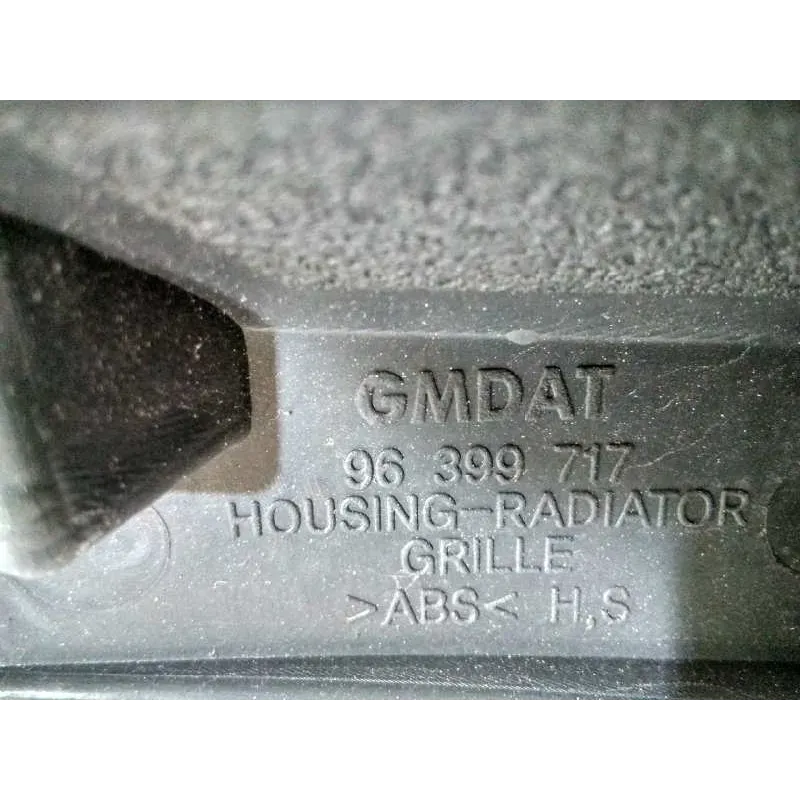 GMDAT
96 399 717
HOUSING-RADIATOR
GRILLE
>ABS< H,S